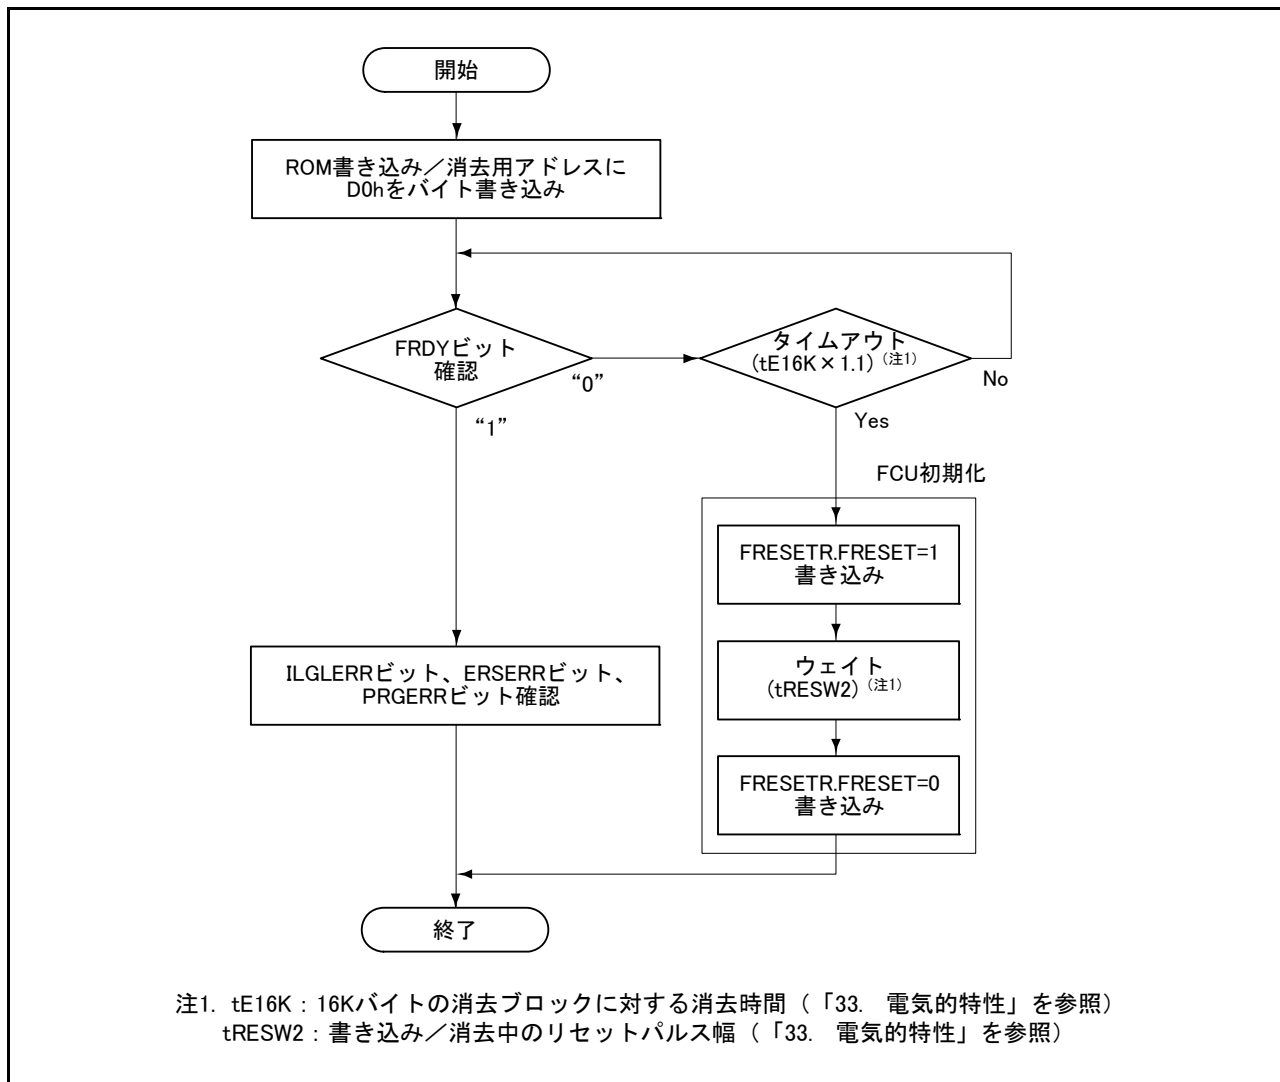 開始
ROM書き込み／消去用アドレスに
D0hをバイト書き込み
FRDYビット
確認
“0”
“1”
タイムアウト
(tE16K×1.1) (注1)
No
Yes
FCU初期化
FRESETR.FRESET=1
書き込み
ウェイト
(tRESW2) (注1)
FRESETR.FRESET=0
書き込み
ILGLERRビット、ERSERRビット、
PRGERRビット確認
終了
注1. tE16K：16Kバイトの消去ブロックに対する消去時間（「33. 電気的特性」を参照）
tRESW2：書き込み／消去中のリセットパルス幅（「33. 電気的特性」を参照）